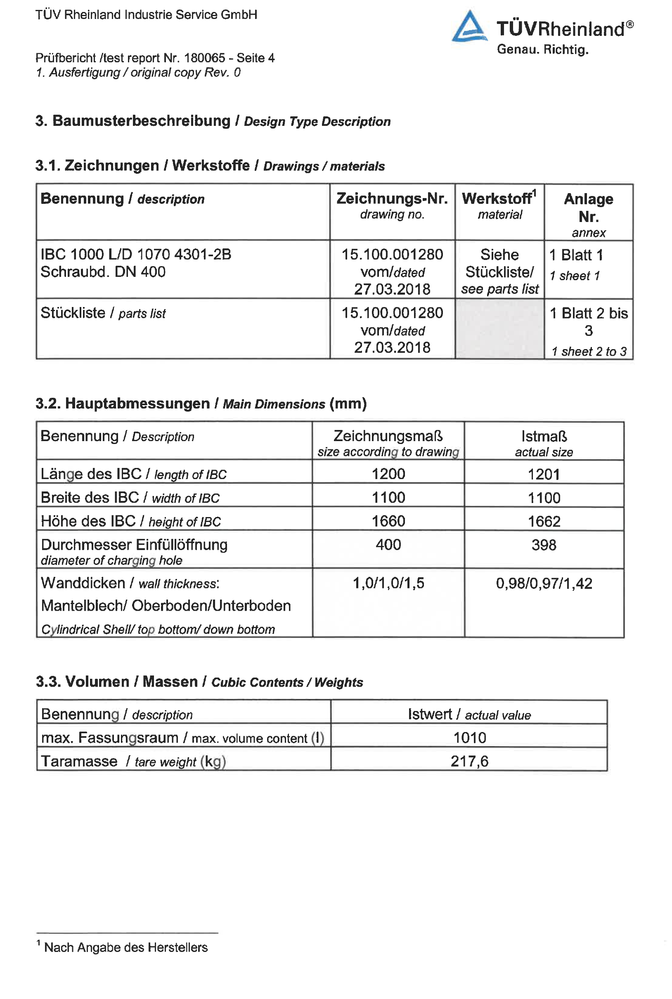 TÜV Rheinland Industrie Service GmbH
TÜVRheinland®
Genau. Richtig.
Prüfbericht /test report Nr. 180065 - Seite 4
1. Ausfertigung / original copy Rev. 0
3. Baumusterbeschreibung / Design Type Description
3.1. Zeichnungen / Werkstoffe / Drawings / materials
Benennung / description
Zeichnungs-Nr.
drawing no.
Werkstoff¹
material
Anlage
Nr.
annex
IBC 1000 L/D 1070 4301-2B
Schraubd. DN 400
15.100.001280
vom/dated
27.03.2018
Siehe
Stückliste/
see parts list
1 Blatt 1
1 sheet 1
Stückliste / parts list
15.100.001280
vom/dated
27.03.2018
1 Blatt 2 bis
3
1 sheet 2 to 3
3.2. Hauptabmessungen / Main Dimensions (mm)
Benennung / Description
Zeichnungsmaß
size according to drawing
Istmaß
actual size
Länge des IBC / length of IBC
1200
1201
Breite des IBC / width of IBC
1100
1100
Höhe des IBC / height of IBC
1660
1662
Durchmesser Einfüllöffnung
diameter of charging hole
400
398
Wanddicken / wall thickness:
Mantelblech/ Oberboden/Unterboden
Cylindrical Shell/ top bottom/ down bottom
1,0/1,0/1,5
0,98/0,97/1,42
3.3. Volumen / Massen / Cubic Contents / Weights
Benennung / description
Istwert / actual value
max. Fassungsraum / max. volume content (l)
1010
Taramasse / tare weight (kg)
217,6
¹ Nach Angabe des Herstellers